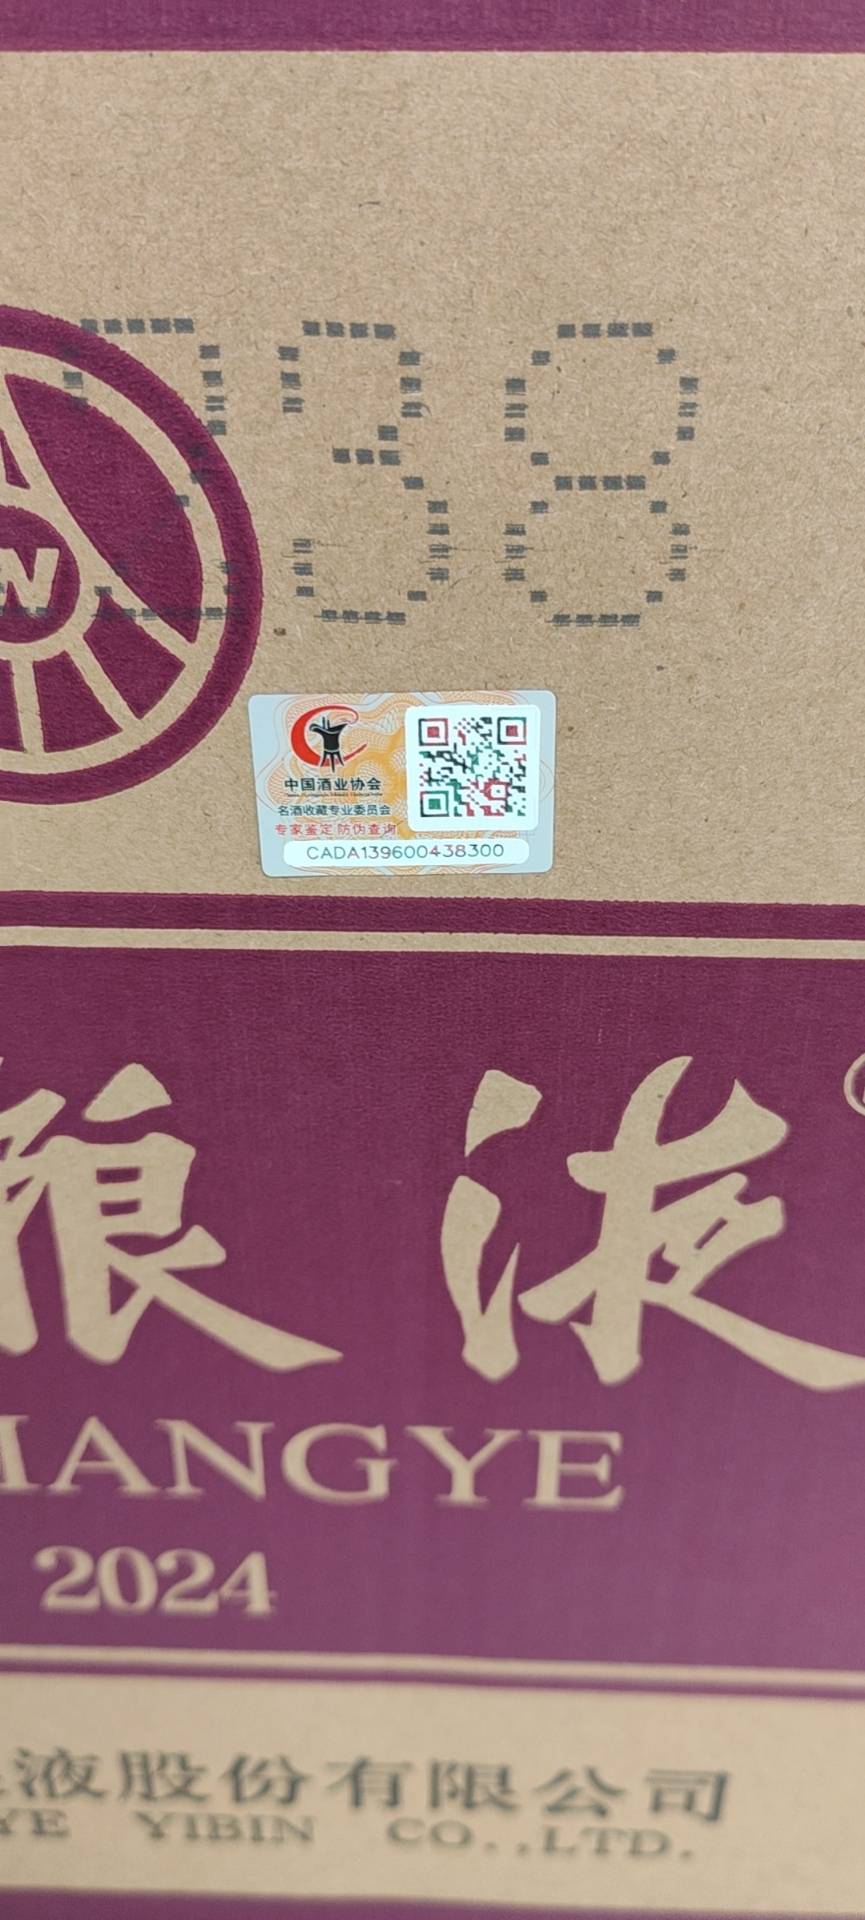 738
中国酒业协会
名酒收藏专业委员会
专家鉴定 防伪查询
CADA139600438300
粮液
IANGYE
2024
液股份有限公司
YE YIBIN CO.,LTD.